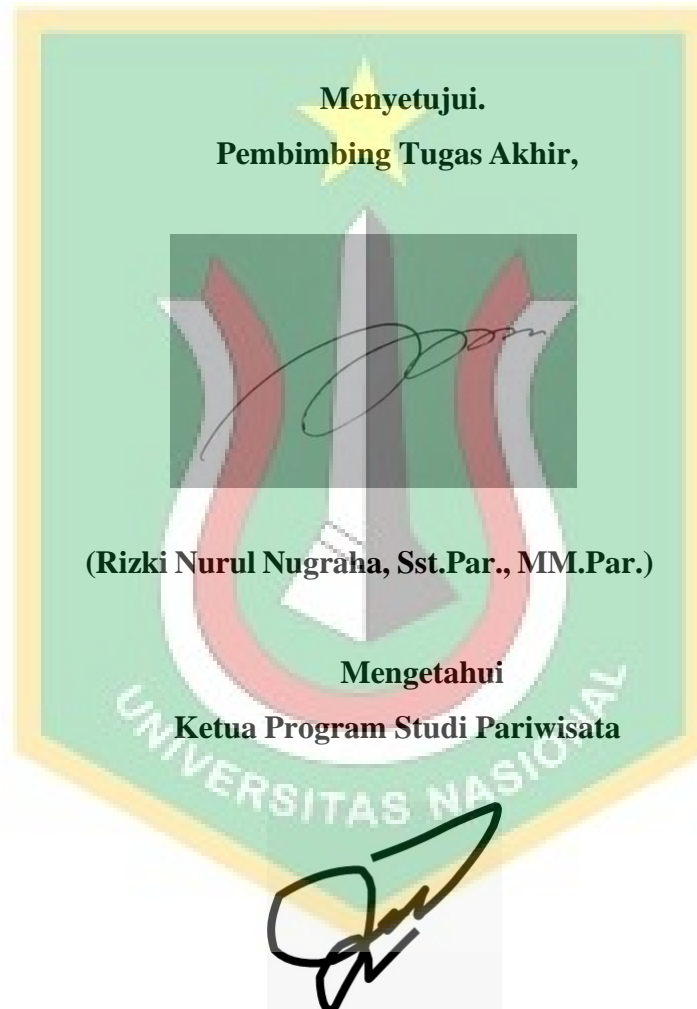 Menyetujui.
Pembimbing Tugas Akhir,
(Rizki Nurul Nugraha, Sst.Par., MM.Par.)
Mengetahui
Ketua Program Studi Pariwisata
UNIVERSITAS NASIONAL